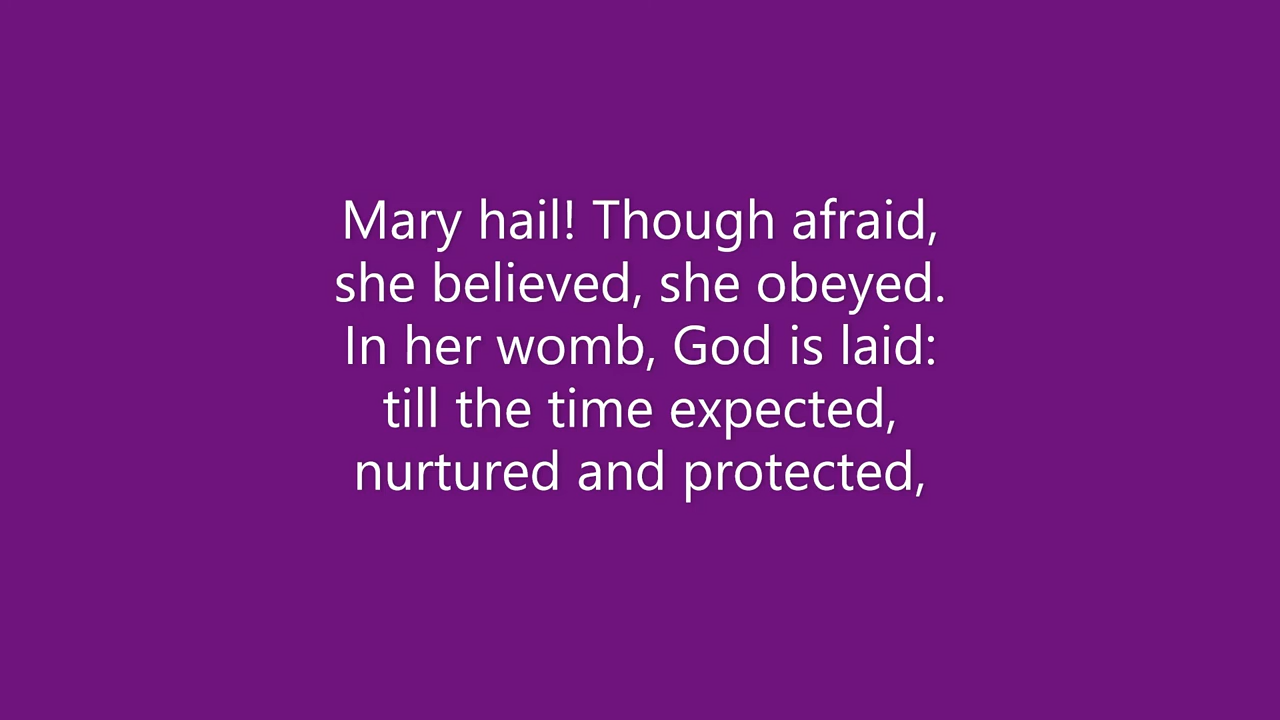 Mary hail! Though afraid,
she believed, she obeyed.
In her womb, God is laid:
till the time expected,
nurtured and protected,